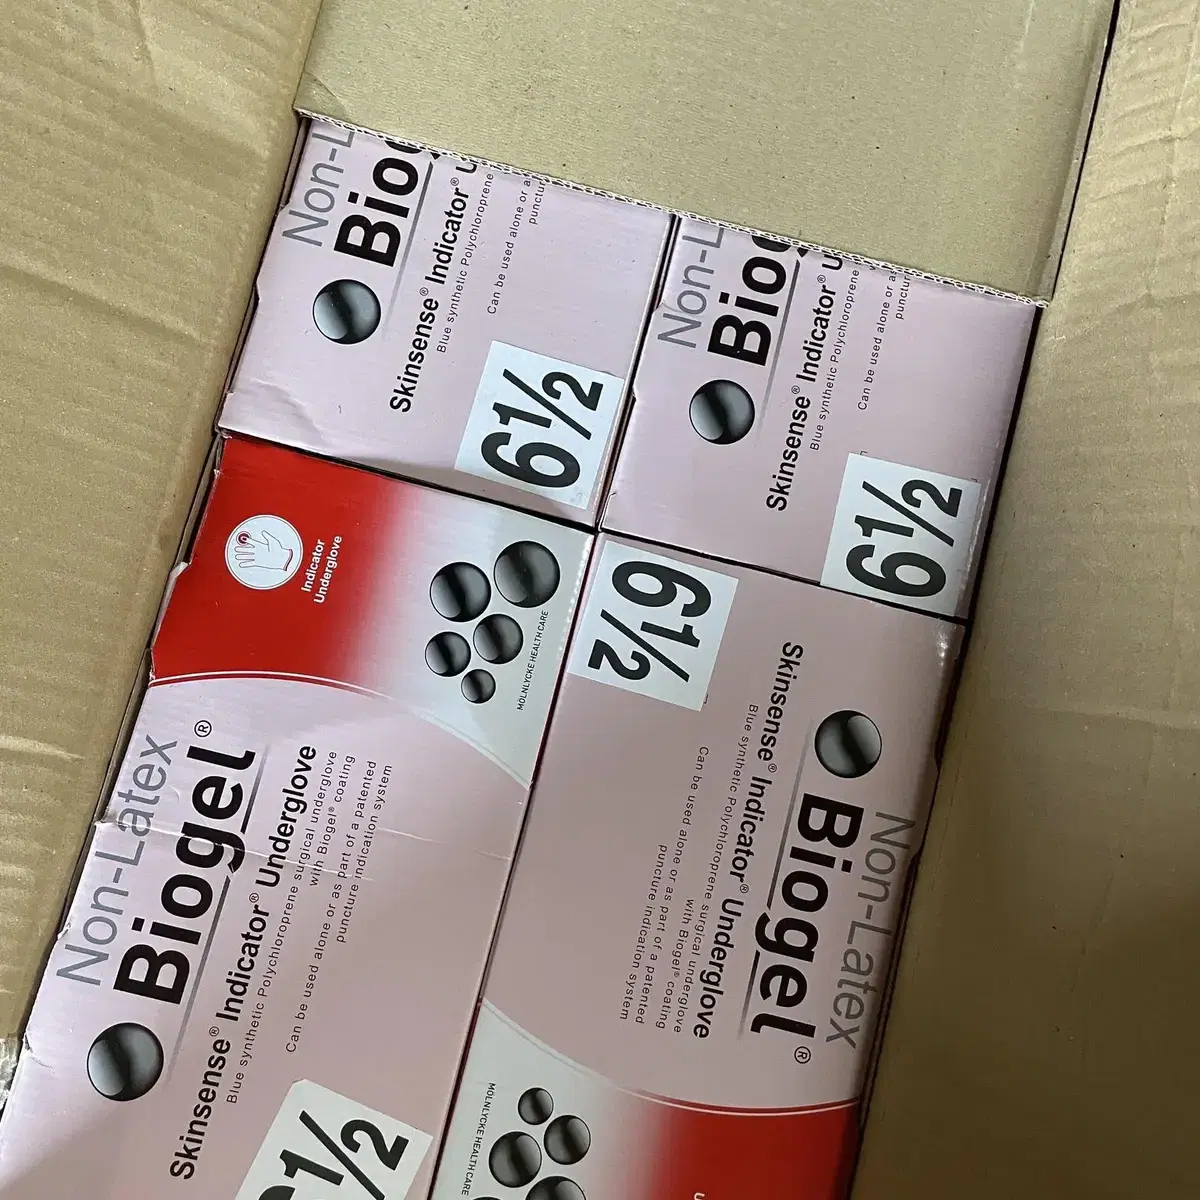 Non-L
Biog
Skinsense® Indicator® U
Blue synthetic Polychloroprene
Can be used alone or a
punctur
6½
Non-L
Biog
Skinsense® Indicator® U
Blue synthetic Polychloroprene
Can be used alone or as
punctur
6½
Indicator
Underglove
MOLNLYCKE HEALTH CARE
Non-Latex
Biogel®
Skinsense® Indicator® Underglove
Blue synthetic Polychloroprene surgical underglove
with Biogel® coating
Can be used alone or as part of a patented
puncture indication system
6½
6½
Non-Latex
Biogel®
Skinsense® Indicator® Underglove
Blue synthetic Polychloroprene surgical underglove
with Biogel® coating
Can be used alone or as part of a patented
puncture indication system
MOLNLYCKE HEALTH CARE